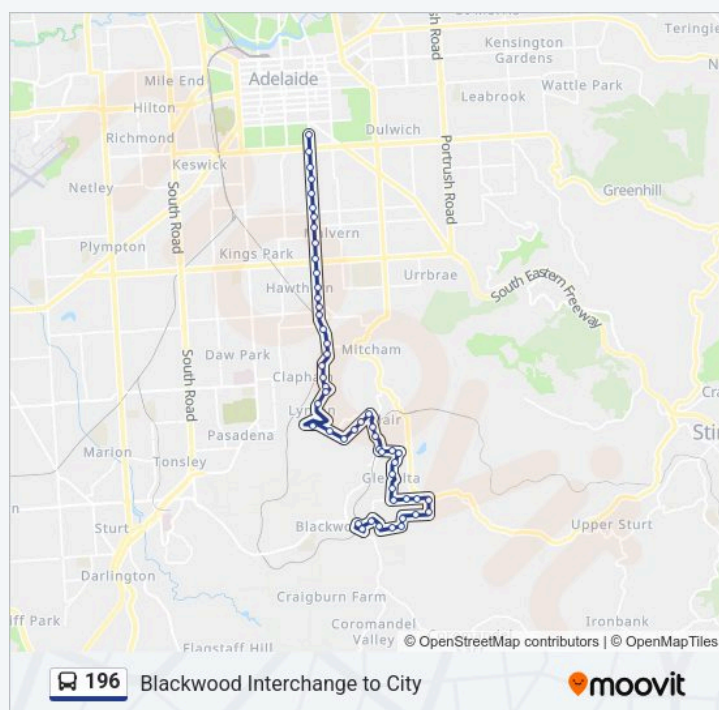 Teringie
Kensington
Gardens
Mile End
Adelaide
Wattle Park
Hilton
Leabrook
Portrush Road
Richmond
Dulwich
Keswick
Netley
South Road
Greenhill
Plympton
Kings Park
Urrbrae
South Eastern Freeway
Daw Park
Mitcham
Clapham
South Road
Pasadena
Marion
Tonsley
Blackwood
Sturt
Upper Sturt
Darlington
Craigburn Farm
Ironbank
Coromandel
Valley
Flagstaff Hill
© OpenStreetMap contributors | © OpenMapTiles
196 Blackwood Interchange to City
moovit